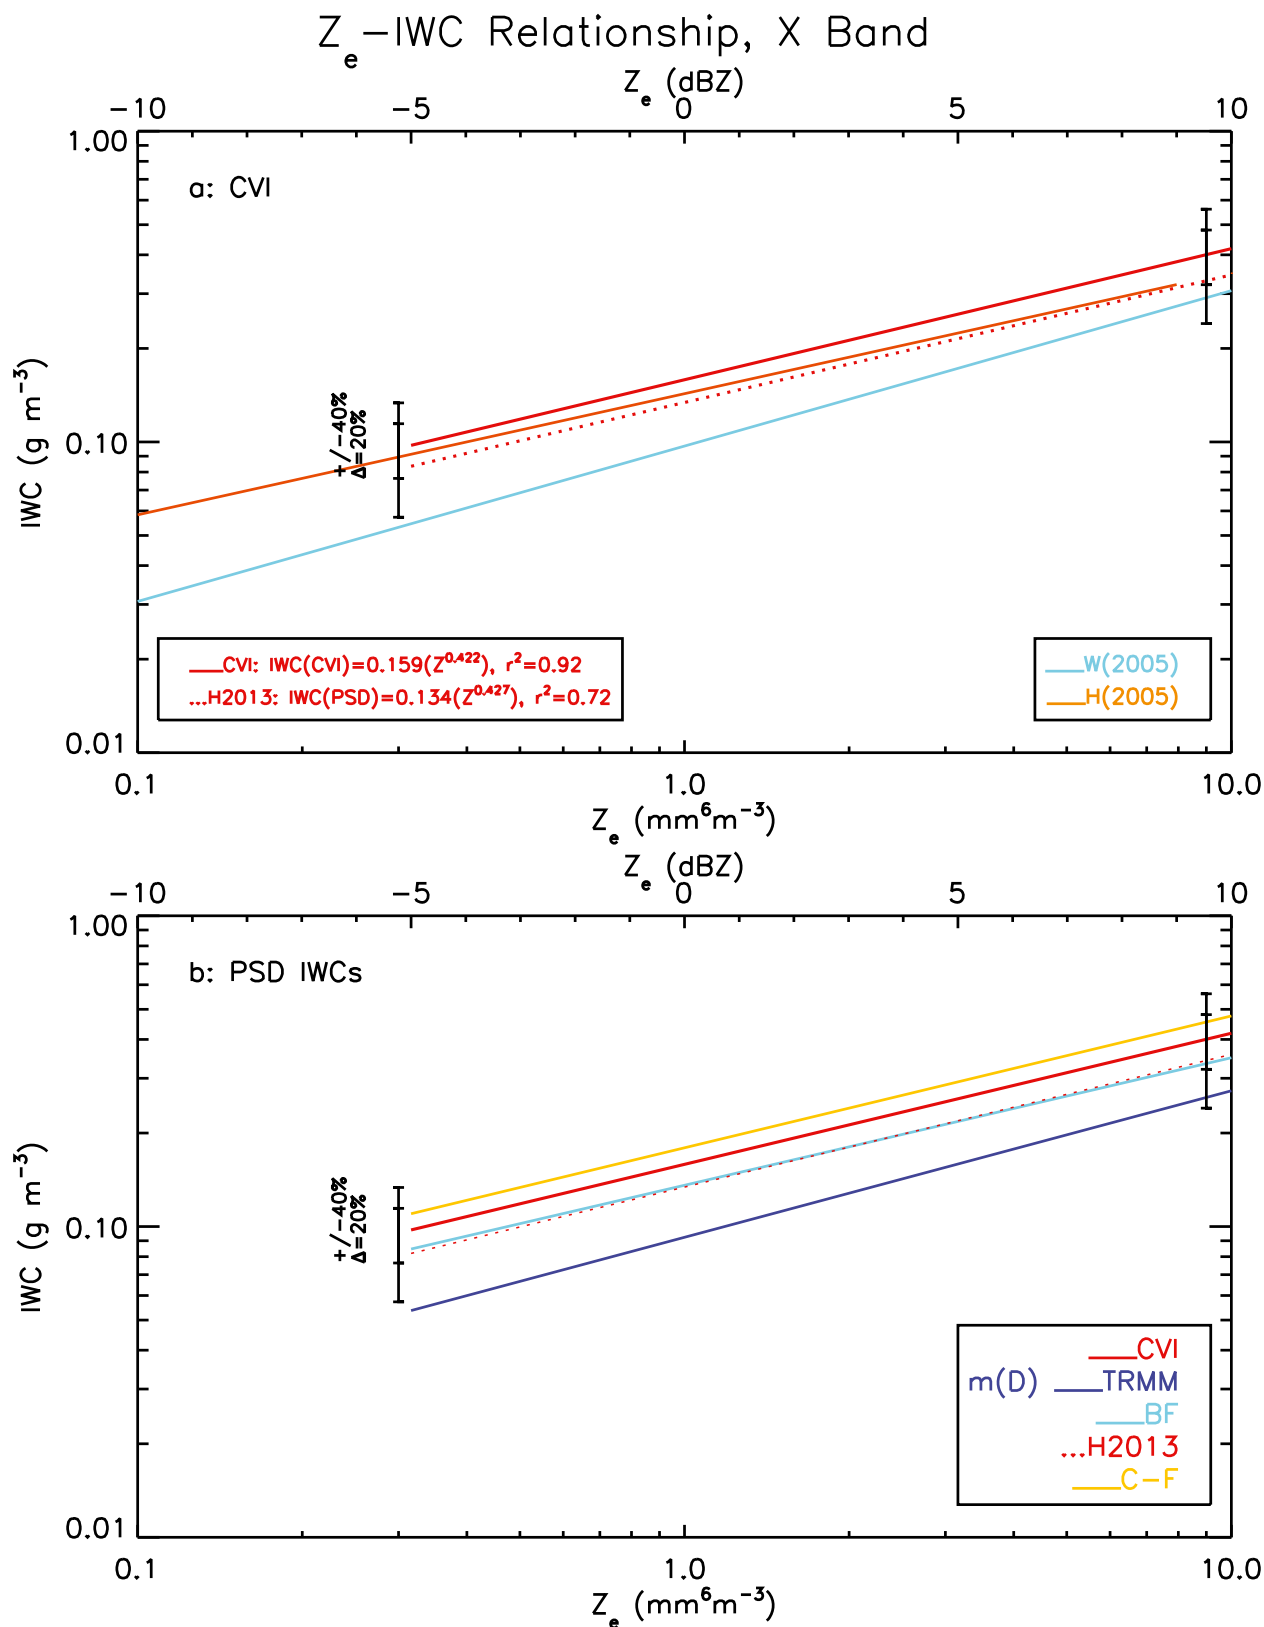 Zₑ-IWC Relationship, X Band
Zₑ (dBZ)
-10 -5 0 5 10
1.00
a: CVI
+/-40%
Δ=20%
IWC (g m⁻³)
0.10
CVI: IWC(CVI)=0.159(Z⁰·⁴²²), r²=0.92
...H2013: IWC(PSD)=0.134(Z⁰·⁴²⁷), r²=0.72
W(2005)
H(2005)
0.01
0.1 1.0 10.0
Zₑ (mm⁶m⁻³)
Zₑ (dBZ)
-10 -5 0 5 10
1.00
b: PSD IWCs
+/-40%
Δ=20%
IWC (g m⁻³)
0.10
CVI
m(D) TRMM
BF
...H2013
C-F
0.01
0.1 1.0 10.0
Zₑ (mm⁶m⁻³)